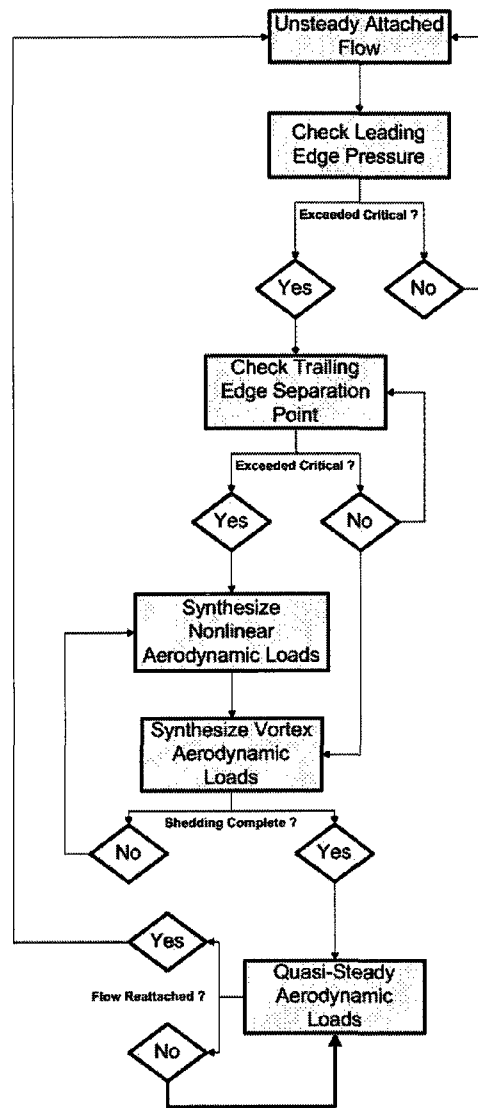 Unsteady Attached
Flow
Check Leading
Edge Pressure
Exceeded Critical ?
Yes
No
Check Trailing
Edge Separation
Point
Exceeded Critical ?
Yes
No
Synthesize
Nonlinear
Aerodynamic Loads
Synthesize Vortex
Aerodynamic
Loads
Shedding Complete ?
No
Yes
Yes
Quasi-Steady
Aerodynamic
Loads
Flow Reattached ?
No